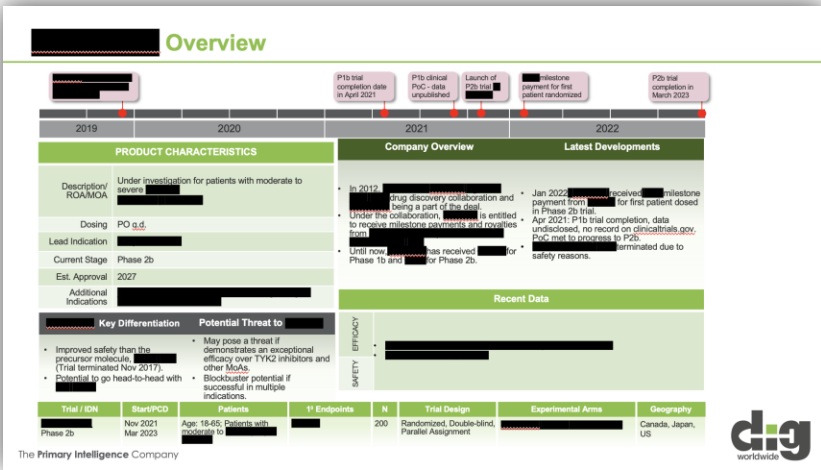 Overview
P1b trial
completion date
in April 2021
P1b clinical
PoC - data
unpublished
Launch of
P2b trial
milestone
payment for first
patient randomized
P2b trial
completion in
March 2023
2019
2020
2021
2022
PRODUCT CHARACTERISTICS
Description/
ROA/MOA
Under investigation for patients with moderate to
severe
Dosing
PO q.d.
Lead Indication
Current Stage
Phase 2b
Est. Approval
2027
Additional
Indications
Company Overview
• In 2012,
drug discovery collaboration and
being a part of the deal.
• Under the collaboration, is entitled
to receive milestone payments and royalties
from
• Until now, has received for
Phase 1b and for Phase 2b.
Latest Developments
• Jan 2022 received milestone
payment from for first patient dosed
in Phase 2b trial.
• Apr 2021: P1b trial completion, data
undisclosed, no record on clinicaltrials.gov.
PoC met to progress to P2b.
• terminated due to
safety reasons.
Key Differentiation
• Improved safety than the
precursor molecule,
(Trial terminated Nov 2017).
• Potential to go head-to-head with
Potential Threat to
• May pose a threat if
demonstrates an exceptional
efficacy over TYK2 inhibitors and
other MoAs.
• Blockbuster potential if
successful in multiple
indications.
Recent Data
EFFICACY
SAFETY
Trial / IDN
Start/PCD
Patients
1º Endpoints
N
Trial Design
Experimental Arms
Geography
Phase 2b
Nov 2021
Mar 2023
Age: 18-65; Patients with
moderate to
200
Randomized, Double-blind,
Parallel Assignment
Canada, Japan,
US
The Primary Intelligence Company
dig
worldwide